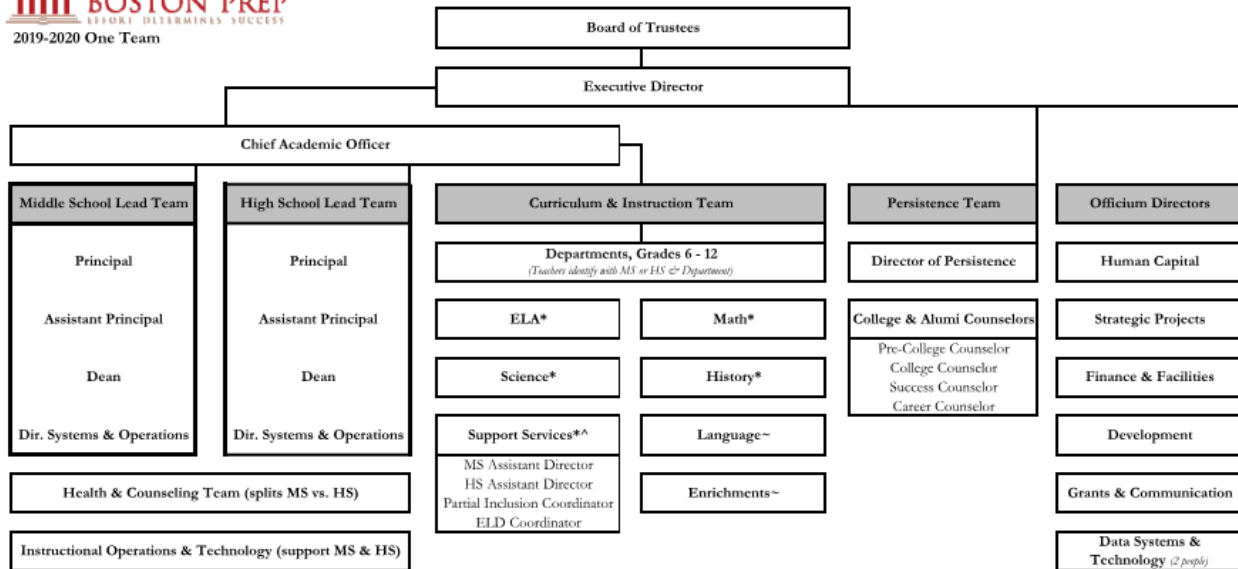 BOSTON PREP
EFFORT DETERMINES SUCCESS
2019-2020 One Team
Board of Trustees
Executive Director
Chief Academic Officer
Middle School Lead Team
Principal
Assistant Principal
Dean
Dir. Systems & Operations
High School Lead Team
Principal
Assistant Principal
Dean
Dir. Systems & Operations
Health & Counseling Team (splits MS vs. HS)
Instructional Operations & Technology (support MS & HS)
Curriculum & Instruction Team
Departments, Grades 6 - 12
(Teachers identify with MS or HS & Department)
ELA*
Math*
Science*
History*
Support Services*^
MS Assistant Director
HS Assistant Director
Partial Inclusion Coordinator
ELD Coordinator
Language~
Enrichments~
Persistence Team
Director of Persistence
College & Alumi Counselors
Pre-College Counselor
College Counselor
Success Counselor
Career Counselor
Officium Directors
Human Capital
Strategic Projects
Finance & Facilities
Development
Grants & Communication
Data Systems &
Technology (2 people)